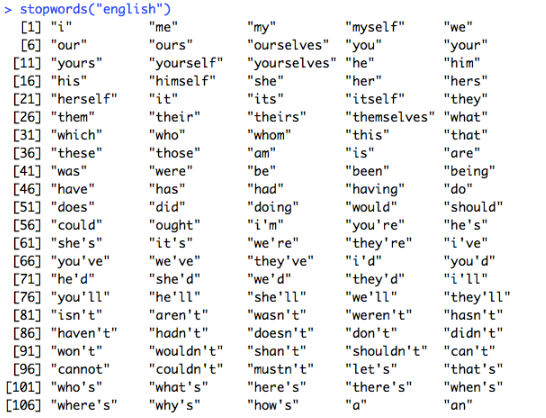 > stopwords("english")
[1] "i" "me" "my" "myself" "we"
[6] "our" "ours" "ourselves" "you" "your"
[11] "yours" "yourself" "yourselves" "he" "him"
[16] "his" "himself" "she" "her" "hers"
[21] "herself" "it" "its" "itself" "they"
[26] "them" "their" "theirs" "themselves" "what"
[31] "which" "who" "whom" "this" "that"
[36] "these" "those" "am" "is" "are"
[41] "was" "were" "be" "been" "being"
[46] "have" "has" "had" "having" "do"
[51] "does" "did" "doing" "would" "should"
[56] "could" "ought" "i'm" "you're" "he's"
[61] "she's" "it's" "we're" "they're" "i've"
[66] "you've" "we've" "they've" "i'd" "you'd"
[71] "he'd" "she'd" "we'd" "they'd" "i'll"
[76] "you'll" "he'll" "she'll" "we'll" "they'll"
[81] "isn't" "aren't" "wasn't" "weren't" "hasn't"
[86] "haven't" "hadn't" "doesn't" "don't" "didn't"
[91] "won't" "wouldn't" "shan't" "shouldn't" "can't"
[96] "cannot" "couldn't" "mustn't" "let's" "that's"
[101] "who's" "what's" "here's" "there's" "when's"
[106] "where's" "why's" "how's" "a" "an"